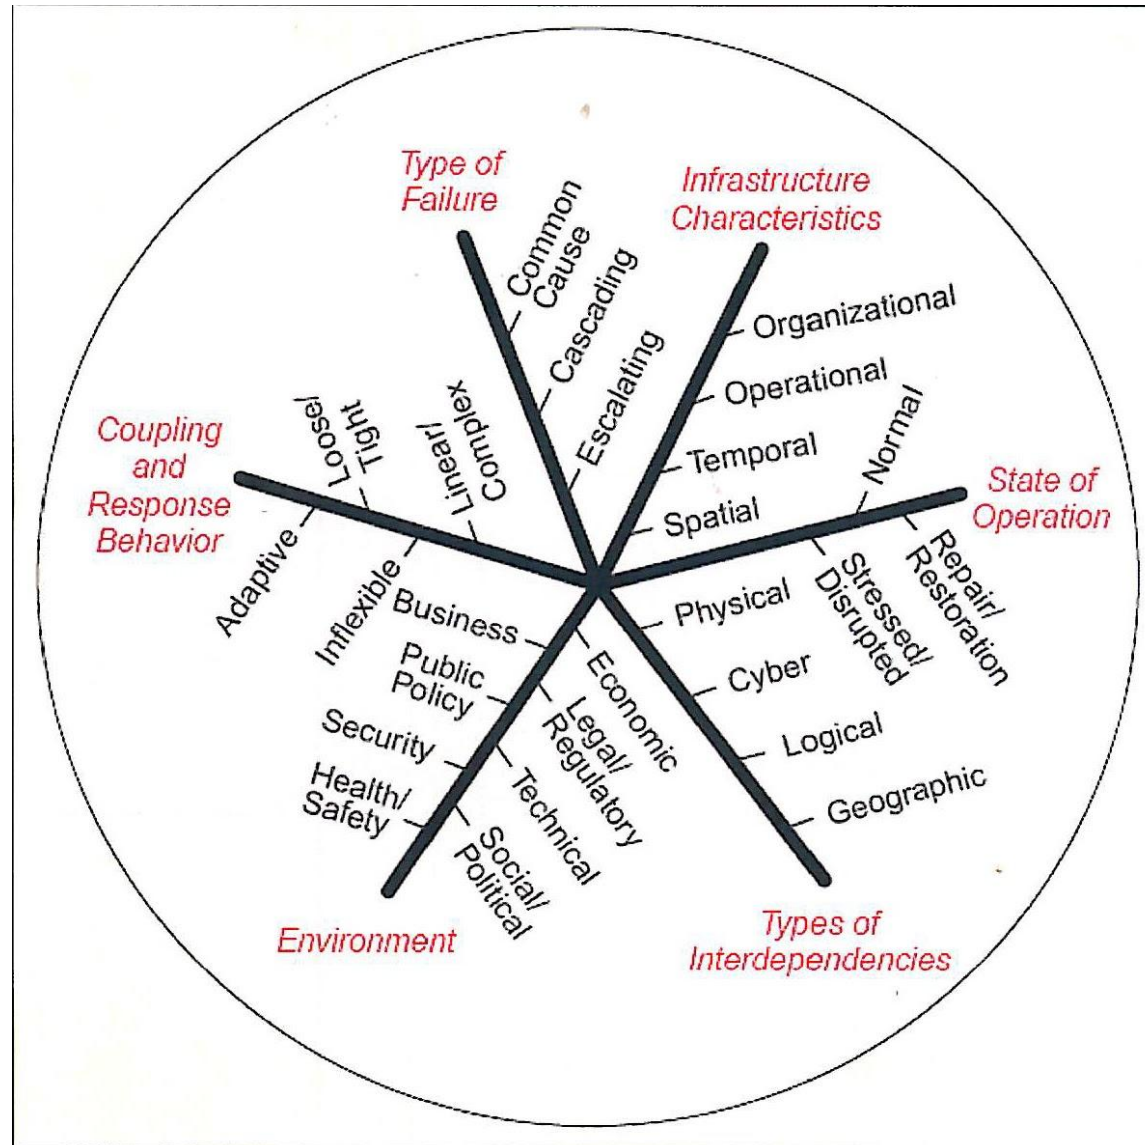 Type of
Failure
Common
Cause
Cascading
Escalating
Infrastructure
Characteristics
Organizational
Operational
Temporal
Spatial
State of
Operation
Normal
Repair/
Restoration
Stressed/
Disrupted
Types of
Interdependencies
Physical
Cyber
Logical
Geographic
Environment
Economic
Legal/
Regulatory
Technical
Social/
Political
Business
Public
Policy
Security
Health/
Safety
Coupling
and
Response
Behavior
Loose/
Tight
Linear/
Complex
Adaptive
Inflexible